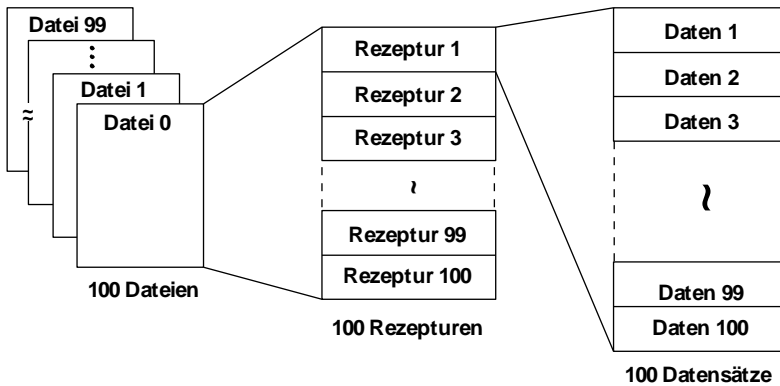 Datei 99
Datei 1
Datei 0
100 Dateien
Rezeptur 1
Rezeptur 2
Rezeptur 3
Rezeptur 99
Rezeptur 100
100 Rezepturen
Daten 1
Daten 2
Daten 3
Daten 99
Daten 100
100 Datensätze